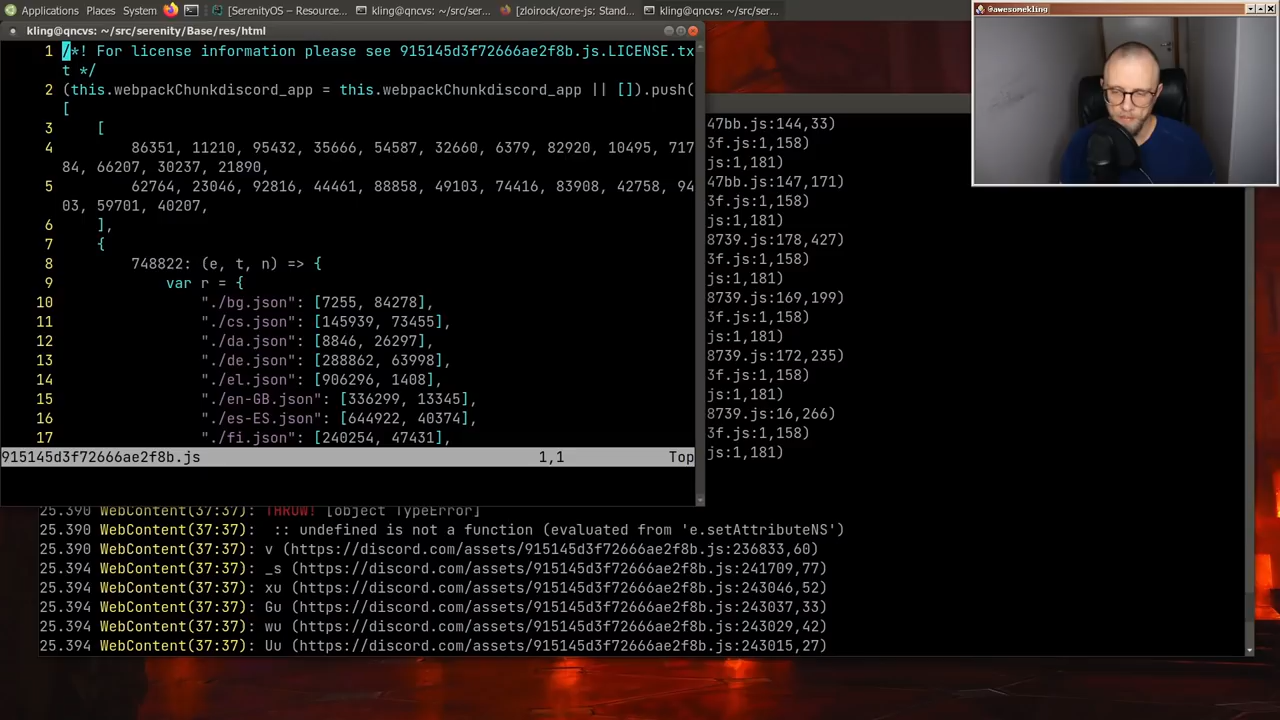 Applications Places System [SerenityOS – Resource... kling@qncvs: ~/src/ser... [zloirock/core-js: Stand... kling@qncvs: ~/src/ser...
@awesomekling
kling@qncvs: ~/src/serenity/Base/res/html
1 /*! For license information please see 915145d3f72666ae2f8b.js.LICENSE.tx
t */
2 (this.webpackChunkdiscord_app = this.webpackChunkdiscord_app || []).push(
[
3 [
4 86351, 11210, 95432, 35666, 54587, 32660, 6379, 82920, 10495, 717
84, 66207, 30237, 21890,
5 62764, 23046, 92816, 44461, 88858, 49103, 74416, 83908, 42758, 94
03, 59701, 40207,
6 ],
7 {
8 748822: (e, t, n) => {
9 var r = {
10 "./bg.json": [7255, 84278],
11 "./cs.json": [145939, 73455],
12 "./da.json": [8846, 26297],
13 "./de.json": [288862, 63998],
14 "./el.json": [906296, 1408],
15 "./en-GB.json": [336299, 13345],
16 "./es-ES.json": [644922, 40374],
17 "./fi.json": [240254, 47431],
915145d3f72666ae2f8b.js 1,1 Top
47bb.js:144,33)
3f.js:1,158)
js:1,181)
47bb.js:147,171)
3f.js:1,158)
js:1,181)
8739.js:178,427)
3f.js:1,158)
js:1,181)
8739.js:169,199)
3f.js:1,158)
js:1,181)
8739.js:172,235)
3f.js:1,158)
js:1,181)
8739.js:16,266)
3f.js:1,158)
js:1,181)
25.390 WebContent(37:37): THROW! [object TypeError]
25.390 WebContent(37:37):  :: undefined is not a function (evaluated from 'e.setAttributeNS')
25.390 WebContent(37:37): v (https://discord.com/assets/915145d3f72666ae2f8b.js:236833,60)
25.394 WebContent(37:37): _s (https://discord.com/assets/915145d3f72666ae2f8b.js:241709,77)
25.394 WebContent(37:37): xu (https://discord.com/assets/915145d3f72666ae2f8b.js:243046,52)
25.394 WebContent(37:37): Gu (https://discord.com/assets/915145d3f72666ae2f8b.js:243037,33)
25.394 WebContent(37:37): wu (https://discord.com/assets/915145d3f72666ae2f8b.js:243029,42)
25.394 WebContent(37:37): Uu (https://discord.com/assets/915145d3f72666ae2f8b.js:243015,27)